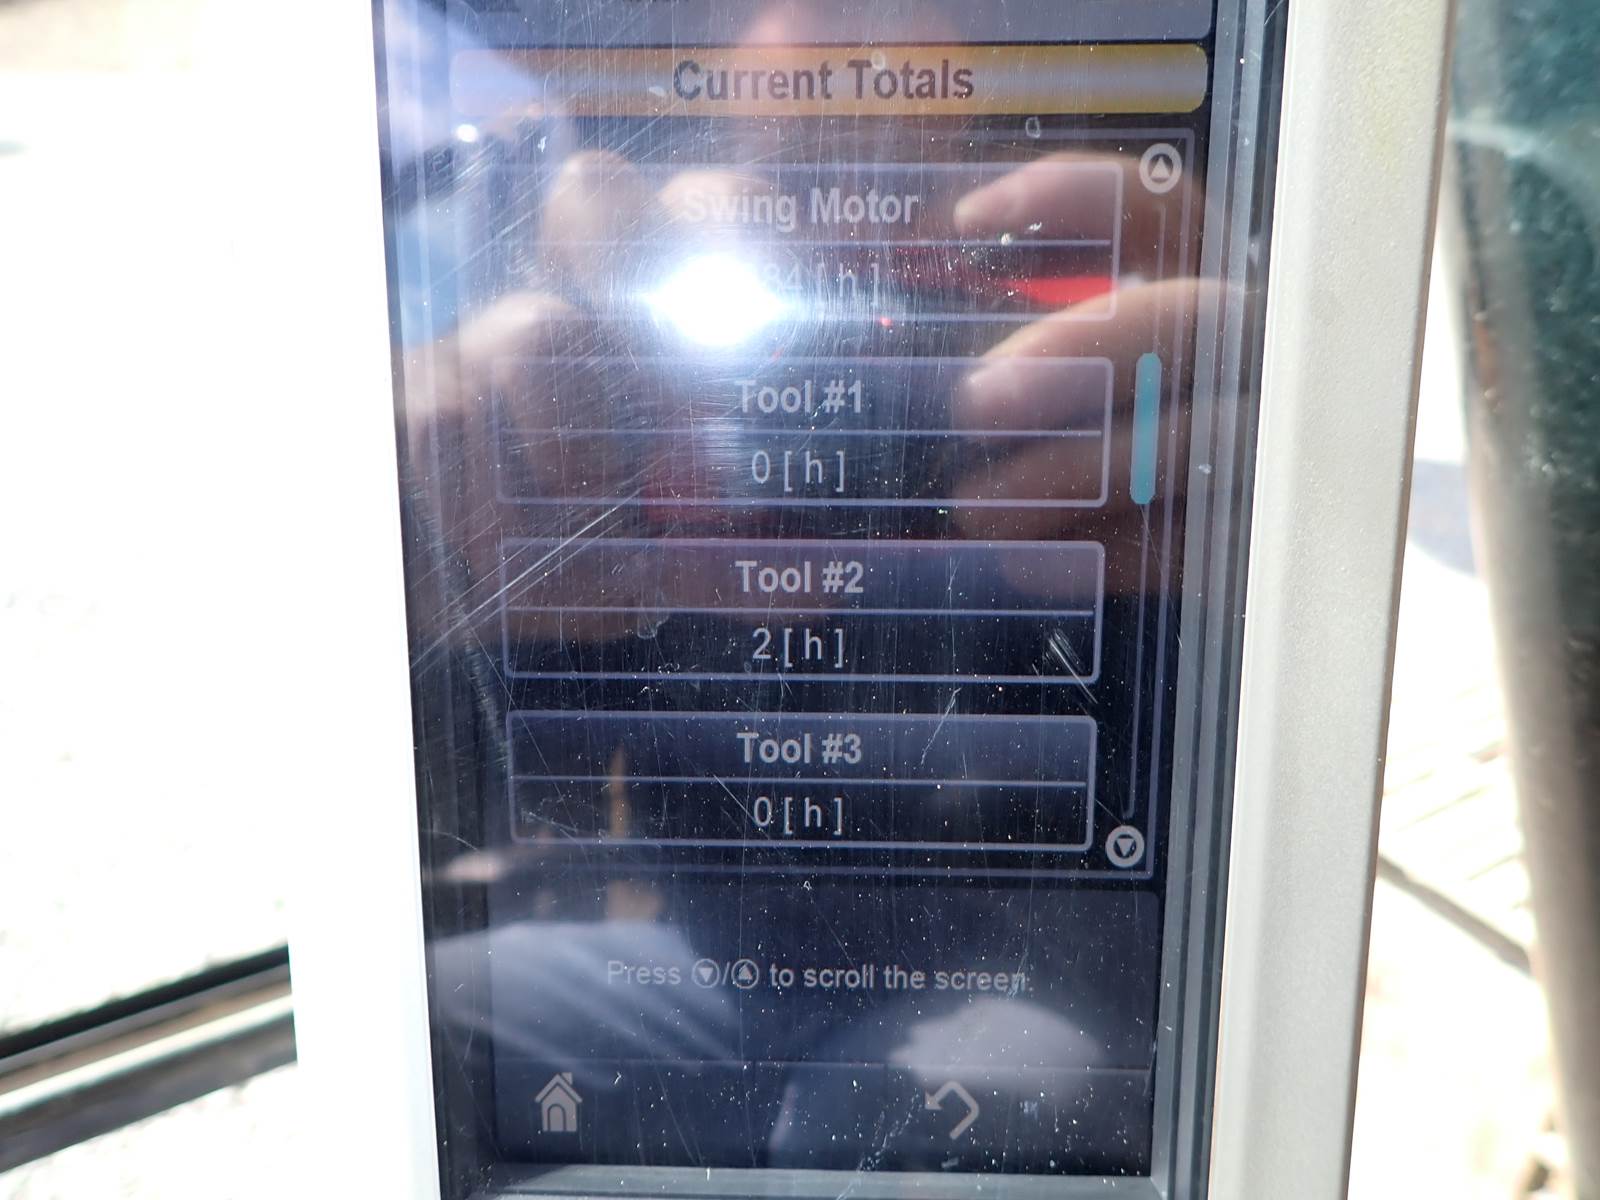 Current Totals
Swing Motor
[h]
Tool #1
0[h]
Tool #2
2[h]
Tool #3
0[h]
Press ▼/▲ to scroll the screen.